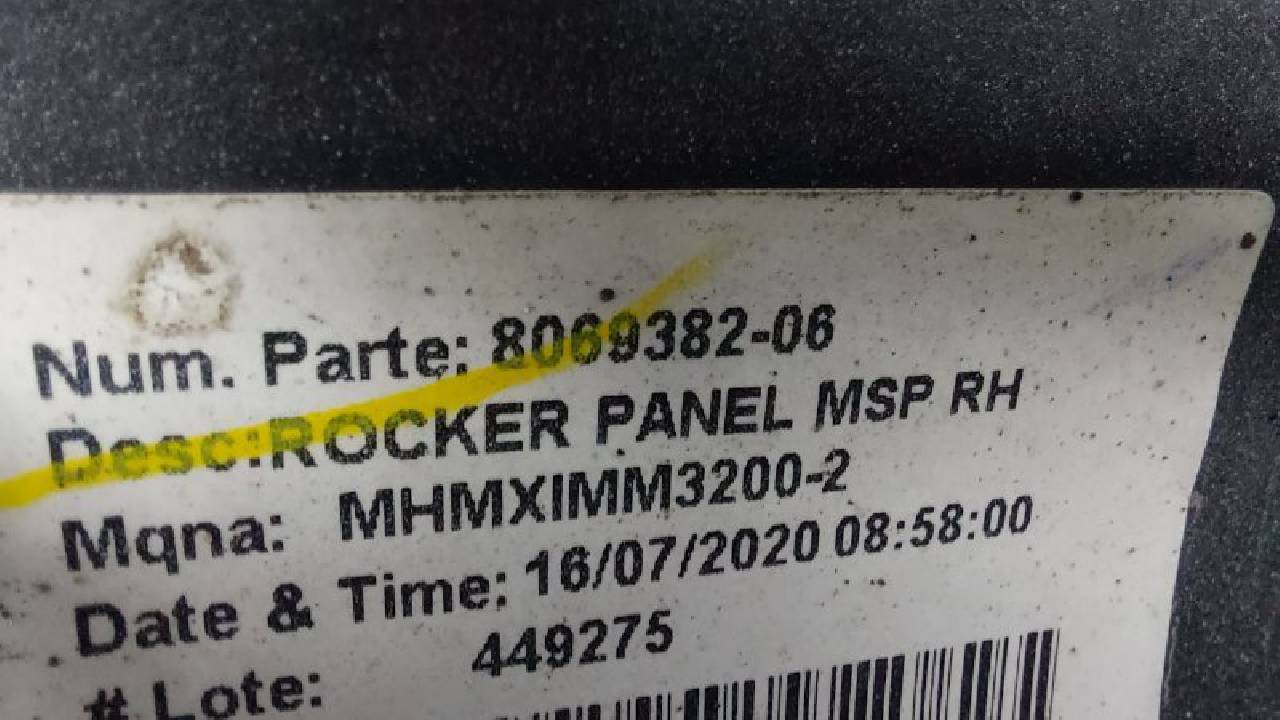 Num. Parte: 8069382-06
Desc:ROCKER PANEL MSP RH
Mqna: MHMXIMM3200-2
Date & Time: 16/07/2020 08:58:00
# Lote: 449275